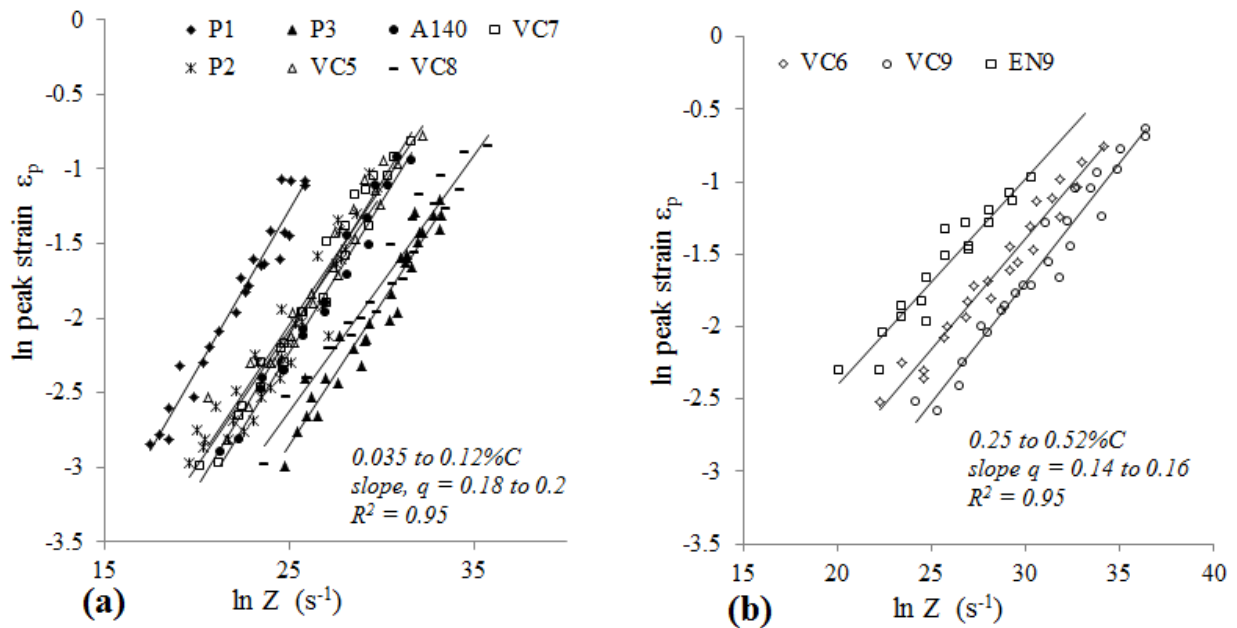 P1 P3 A140 VC7
P2 VC5 VC8
0
-0.5
-1
-1.5
-2
-2.5
-3
-3.5
ln peak strain εp
0.035 to 0.12%C
slope, q = 0.18 to 0.2
R² = 0.95
15 25 35
(a) ln Z (s⁻¹)
VC6 VC9 EN9
0
-0.5
-1
-1.5
-2
-2.5
-3
-3.5
ln peak strain εp
0.25 to 0.52%C
slope q = 0.14 to 0.16
R² = 0.95
15 20 25 30 35 40
(b) ln Z (s⁻¹)